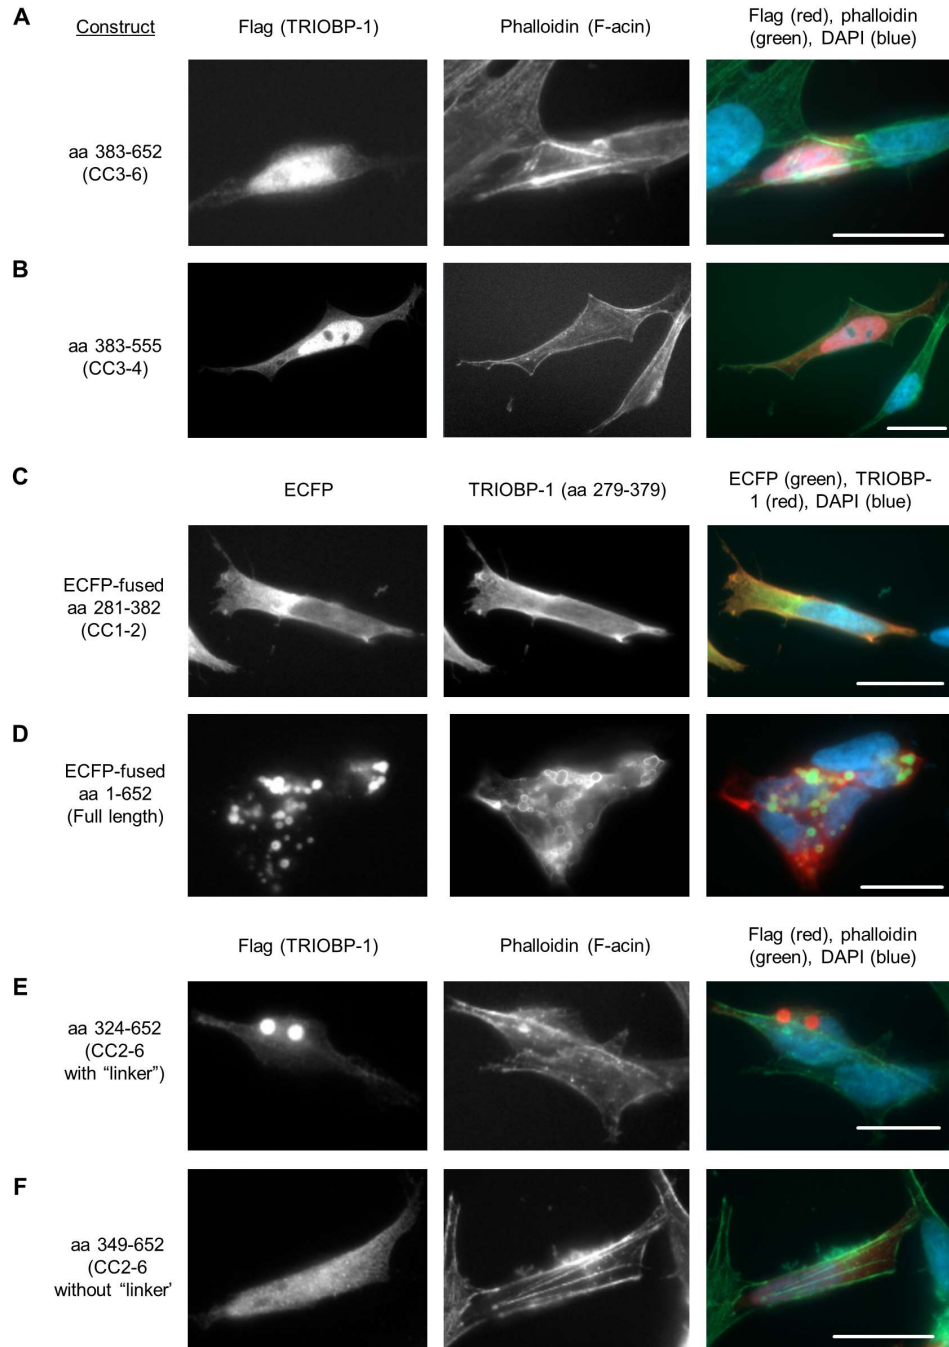 A
Construct
Flag (TRIOBP-1)
Phalloidin (F-acin)
Flag (red), phalloidin
(green), DAPI (blue)
aa 383-652
(CC3-6)
B
aa 383-555
(CC3-4)
C
ECFP
TRIOBP-1 (aa 279-379)
ECFP (green), TRIOBP-
1 (red), DAPI (blue)
ECFP-fused
aa 281-382
(CC1-2)
D
ECFP-fused
aa 1-652
(Full length)
Flag (TRIOBP-1)
Phalloidin (F-acin)
Flag (red), phalloidin
(green), DAPI (blue)
E
aa 324-652
(CC2-6
with “linker”)
F
aa 349-652
(CC2-6
without “linker’